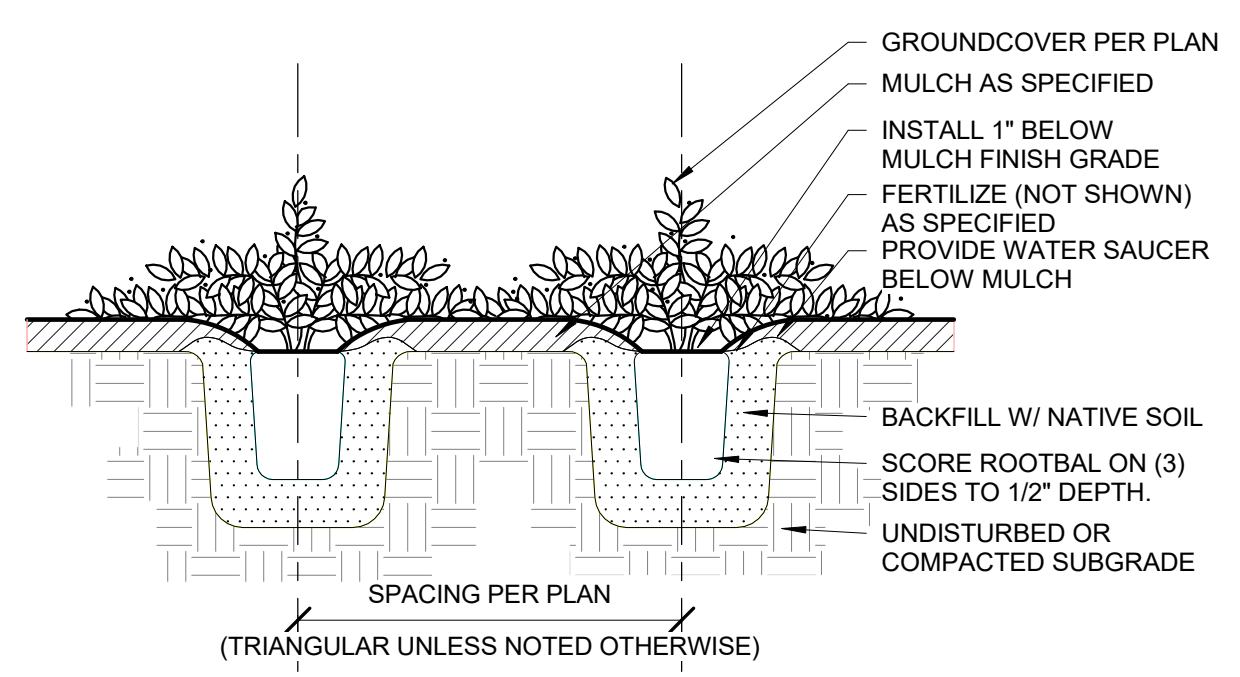 GROUNDCOVER PER PLAN
MULCH AS SPECIFIED
INSTALL 1" BELOW
MULCH FINISH GRADE
FERTILIZE (NOT SHOWN)
AS SPECIFIED
PROVIDE WATER SAUCER
BELOW MULCH
BACKFILL W/ NATIVE SOIL
SCORE ROOTBAL ON (3)
SIDES TO 1/2" DEPTH.
UNDISTURBED OR
COMPACTED SUBGRADE
SPACING PER PLAN
(TRIANGULAR UNLESS NOTED OTHERWISE)